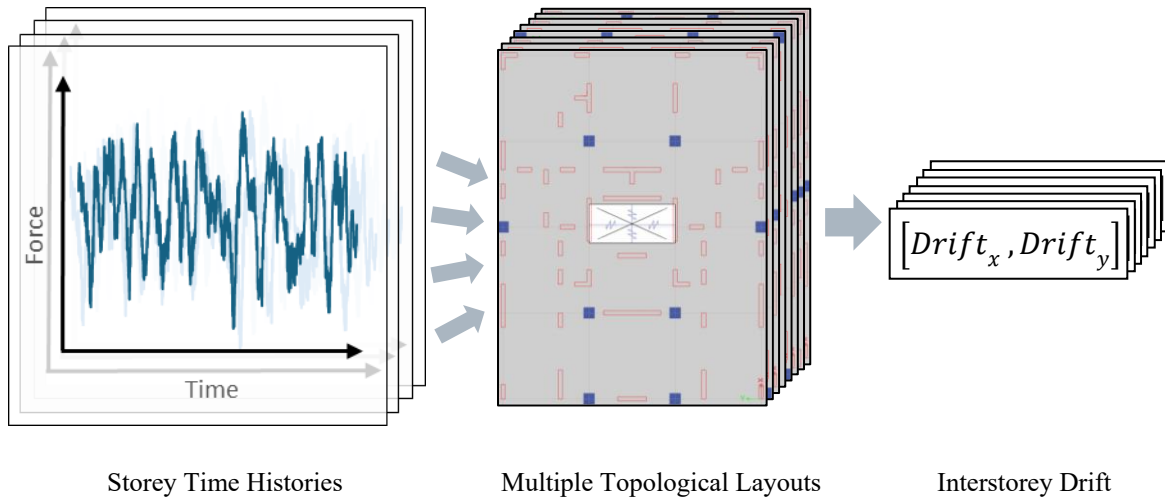 Force
Time
[Drift_x , Drift_y]
Storey Time Histories
Multiple Topological Layouts
Interstorey Drift